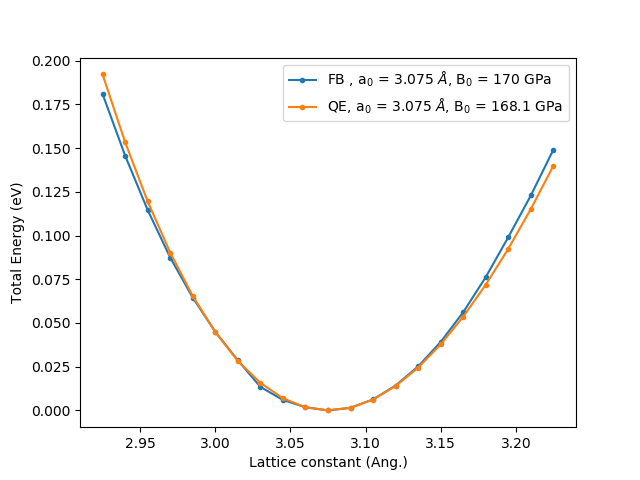 0.200
0.175
0.150
0.125
0.100
0.075
0.050
0.025
0.000
Total Energy (eV)
FB , a₀ = 3.075 Å, B₀ = 170 GPa
QE, a₀ = 3.075 Å, B₀ = 168.1 GPa
2.95 3.00 3.05 3.10 3.15 3.20
Lattice constant (Ang.)